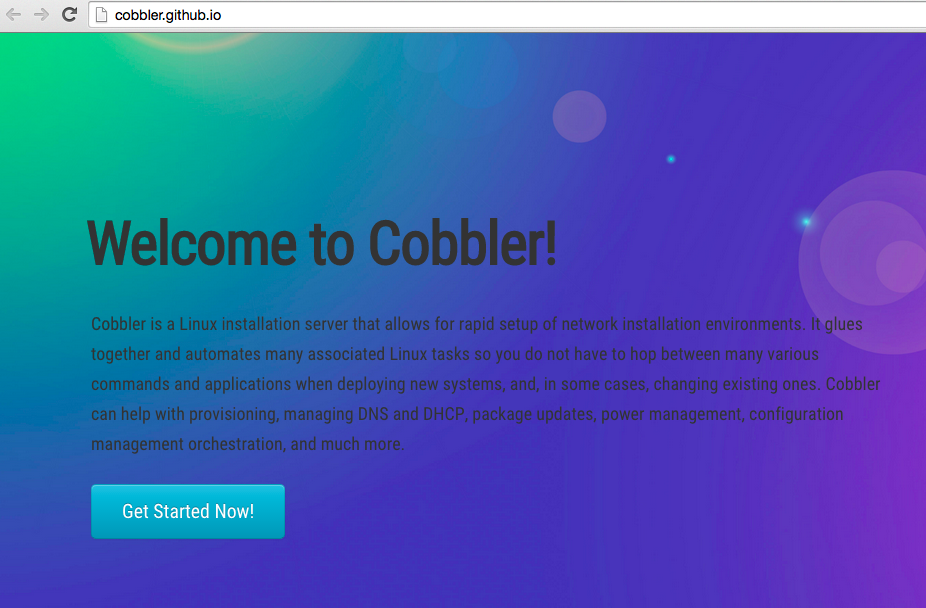 cobbler.github.io
Welcome to Cobbler!
Cobbler is a Linux installation server that allows for rapid setup of network installation environments. It glues
together and automates many associated Linux tasks so you do not have to hop between many various
commands and applications when deploying new systems, and, in some cases, changing existing ones. Cobbler
can help with provisioning, managing DNS and DHCP, package updates, power management, configuration
management orchestration, and much more.
Get Started Now!